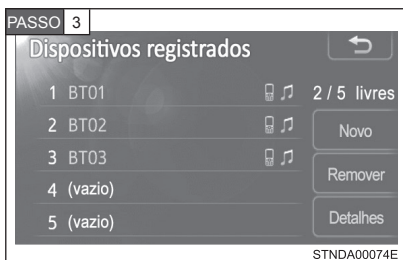 PASSO 3
Dispositivos registrados
1 BT01
2 / 5 livres
2 BT02
Novo
3 BT03
Remover
4 (vazio)
5 (vazio)
Detalhes
STNDA00074E